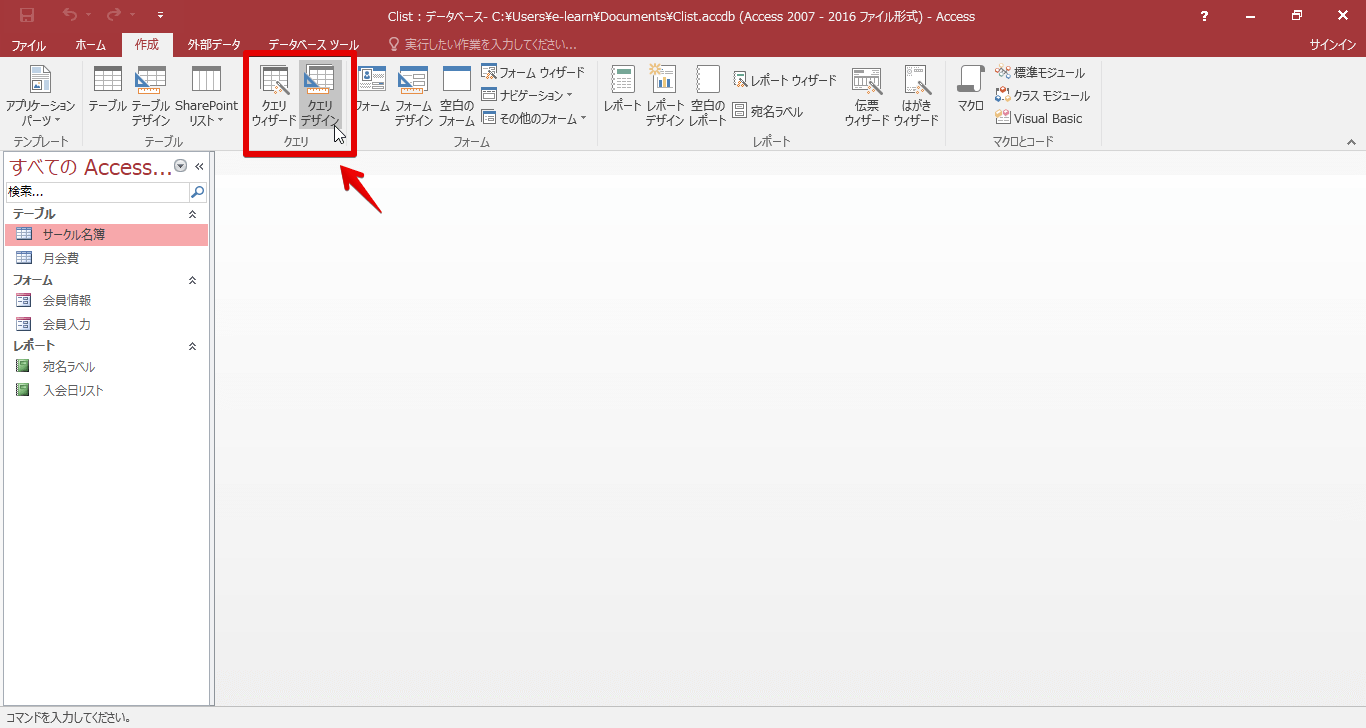 Clist : データベース- C:¥Users¥e-learn¥Documents¥Clist.accdb (Access 2007 - 2016 ファイル形式) - Access
?
ファイル ホーム 作成 外部データ データベース ツール 実行したい作業を入力してください... サインイン
アプリケーション パーツ
テーブル
テーブル デザイン
SharePoint リスト
クエリ ウィザード
クエリ デザイン
フォーム
フォーム デザイン
空白の フォーム
フォーム ウィザード
ナビゲーション
その他のフォーム
レポート
レポート デザイン
空白の レポート
レポート ウィザード
宛名ラベル
伝票 ウィザード
はがき ウィザード
マクロ
標準モジュール
クラス モジュール
Visual Basic
テンプレート テーブル クエリ フォーム レポート マクロとコード
すべての Access...
検索...
テーブル
サークル名簿
月会費
フォーム
会員情報
会員入力
レポート
宛名ラベル
入会日リスト
コマンドを入力してください。